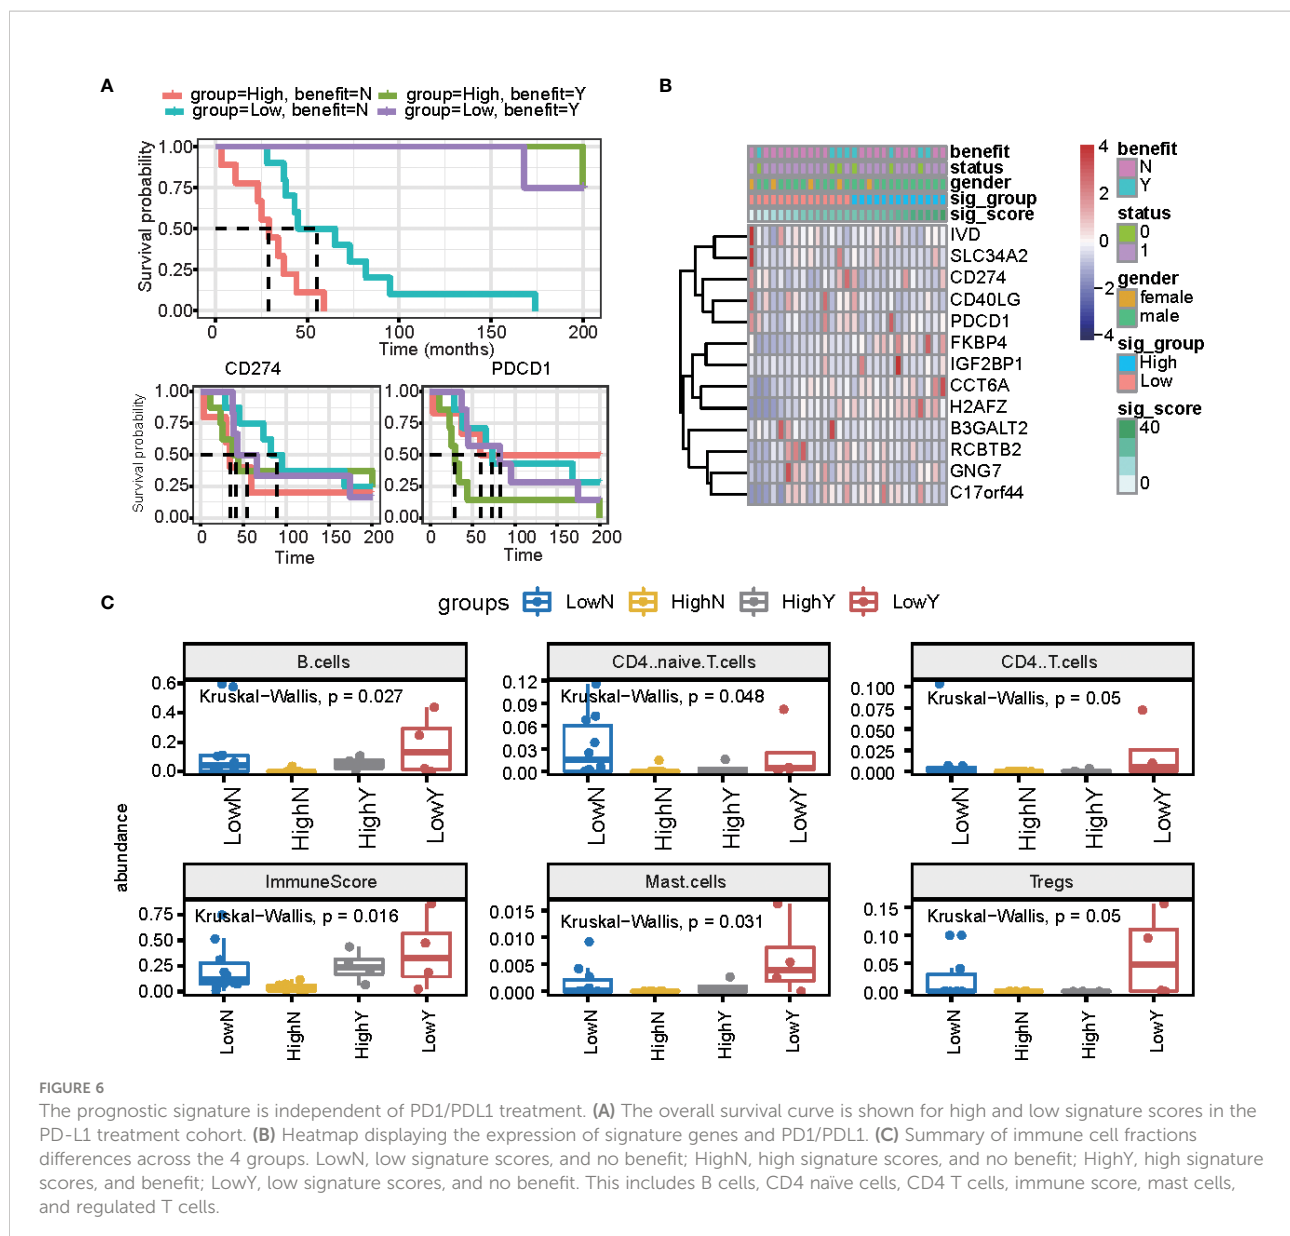 A
group=High, benefit=N
group=High, benefit=Y
group=Low, benefit=N
group=Low, benefit=Y
Survival probability
1.00
0.75
0.50
0.25
0.00
0
50
100
150
200
Time (months)
CD274
Survival probability
1.00
0.75
0.50
0.25
0.00
0
50
100
150
200
Time
PDCD1
1.00
0.75
0.50
0.25
0.00
0
50
100
150
200
Time
B
benefit
status
gender
sig_group
sig_score
IVD
SLC34A2
CD274
CD40LG
PDCD1
FKBP4
IGF2BP1
CCT6A
H2AFZ
B3GALT2
RCBTB2
GNG7
C17orf44
4
2
0
−2
−4
benefit
N
Y
status
0
1
gender
female
male
sig_group
High
Low
sig_score
40
0
C
groups
LowN
HighN
HighY
LowY
abundance
B.cells
Kruskal−Wallis, p = 0.027
0.6
0.4
0.2
0.0
LowN
HighN
HighY
LowY
CD4..naive.T.cells
Kruskal−Wallis, p = 0.048
0.12
0.09
0.06
0.03
0.00
LowN
HighN
HighY
LowY
CD4..T.cells
Kruskal−Wallis, p = 0.05
0.100
0.075
0.050
0.025
0.000
LowN
HighN
HighY
LowY
ImmuneScore
Kruskal−Wallis, p = 0.016
0.75
0.50
0.25
0.00
LowN
HighN
HighY
LowY
Mast.cells
Kruskal−Wallis, p = 0.031
0.015
0.010
0.005
0.000
LowN
HighN
HighY
LowY
Tregs
Kruskal−Wallis, p = 0.05
0.15
0.10
0.05
0.00
LowN
HighN
HighY
LowY
FIGURE 6
The prognostic signature is independent of PD1/PDL1 treatment. (A) The overall survival curve is shown for high and low signature scores in the
PD-L1 treatment cohort. (B) Heatmap displaying the expression of signature genes and PD1/PDL1. (C) Summary of immune cell fractions
differences across the 4 groups. LowN, low signature scores, and no benefit; HighN, high signature scores, and no benefit; HighY, high signature
scores, and benefit; LowY, low signature scores, and no benefit. This includes B cells, CD4 naïve cells, CD4 T cells, immune score, mast cells,
and regulated T cells.